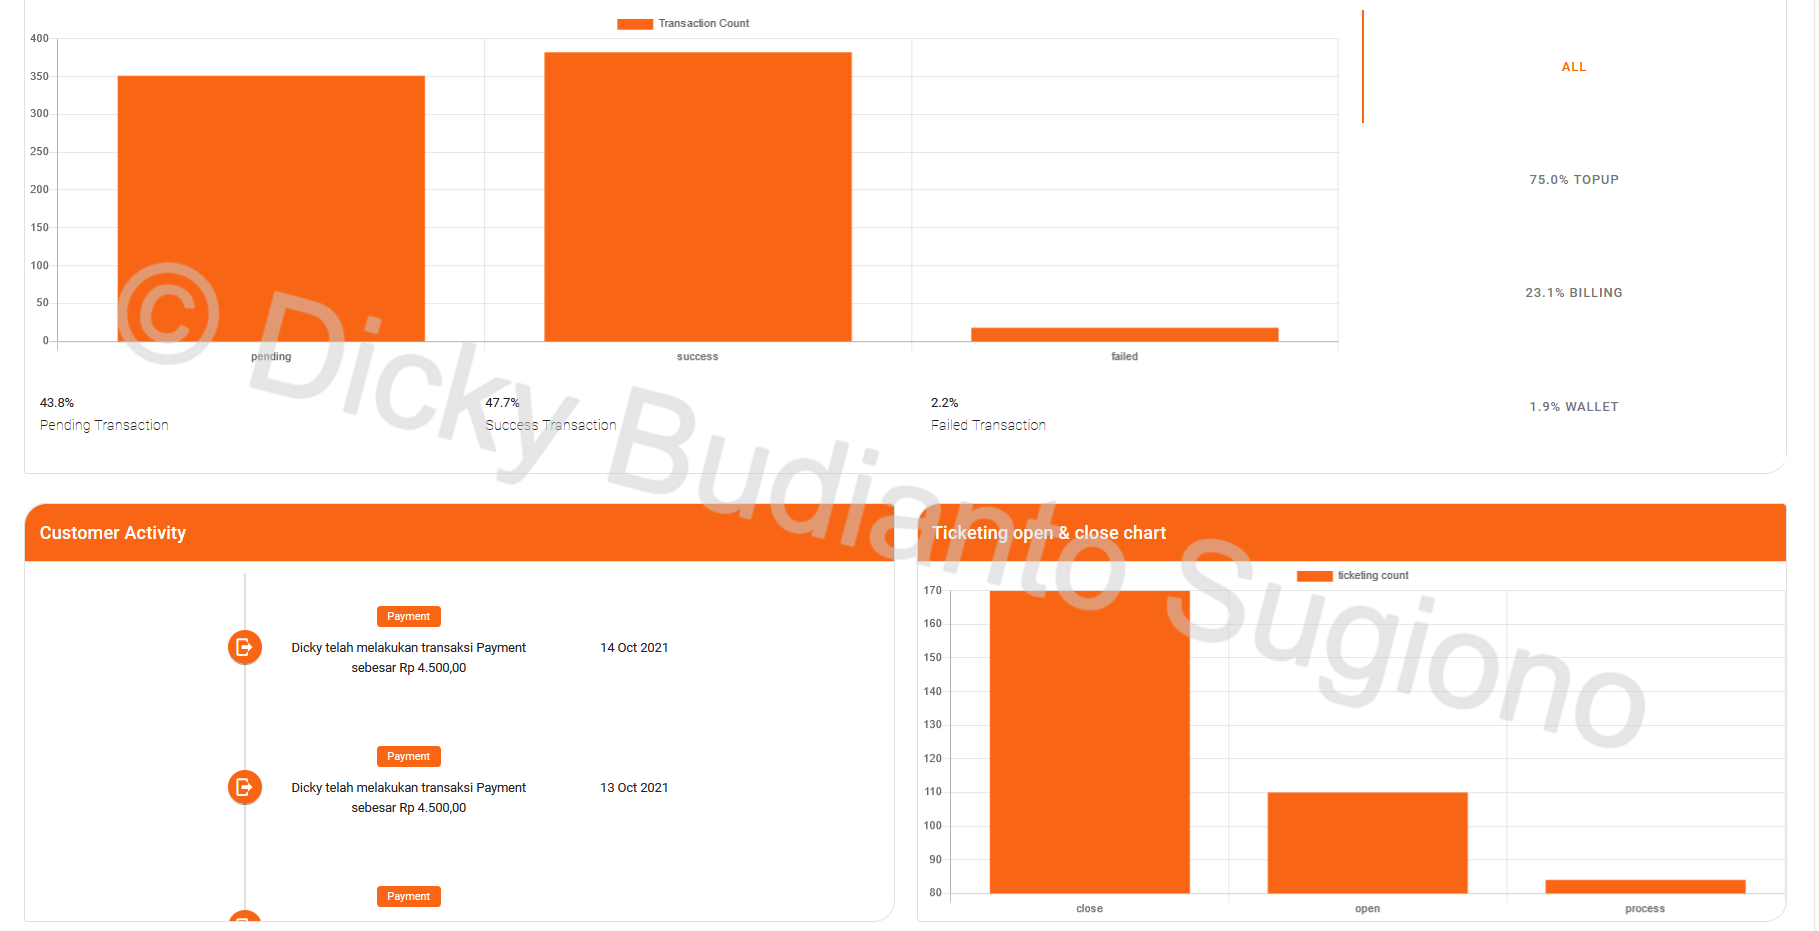 Transaction Count
400
350
300
250
200
150
100
50
0
pending
success
failed
43.8%
Pending Transaction
47.7%
Success Transaction
2.2%
Failed Transaction
ALL
75.0% TOPUP
23.1% BILLING
1.9% WALLET
Customer Activity
Payment
Dicky telah melakukan transaksi Payment
sebesar Rp 4.500,00
14 Oct 2021
Payment
Dicky telah melakukan transaksi Payment
sebesar Rp 4.500,00
13 Oct 2021
Payment
Ticketing open & close chart
ticketing count
170
160
150
140
130
120
110
100
90
80
close
open
process
© Dicky Budianto Sugiono